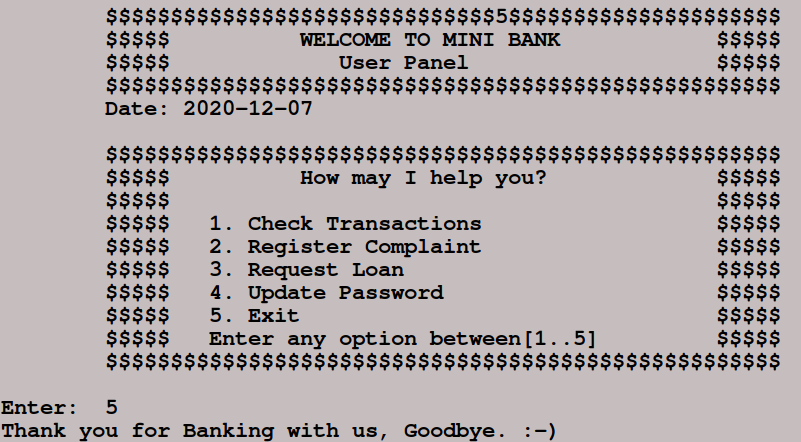 $$$$$$$$$$$$$$$$$$$$$$$$$$$$$$5$$$$$$$$$$$$$$$$$$$$$
$$$$$ WELCOME TO MINI BANK $$$$$
$$$$$ User Panel $$$$$
$$$$$$$$$$$$$$$$$$$$$$$$$$$$$$$$$$$$$$$$$$$$$$$$$$$$
Date: 2020-12-07
$$$$$$$$$$$$$$$$$$$$$$$$$$$$$$$$$$$$$$$$$$$$$$$$$$$$
$$$$$ How may I help you? $$$$$
$$$$$ $$$$$
$$$$$ 1. Check Transactions $$$$$
$$$$$ 2. Register Complaint $$$$$
$$$$$ 3. Request Loan $$$$$
$$$$$ 4. Update Password $$$$$
$$$$$ 5. Exit $$$$$
$$$$$ Enter any option between[1..5] $$$$$
$$$$$$$$$$$$$$$$$$$$$$$$$$$$$$$$$$$$$$$$$$$$$$$$$$$$
Enter: 5
Thank you for Banking with us, Goodbye. :-)